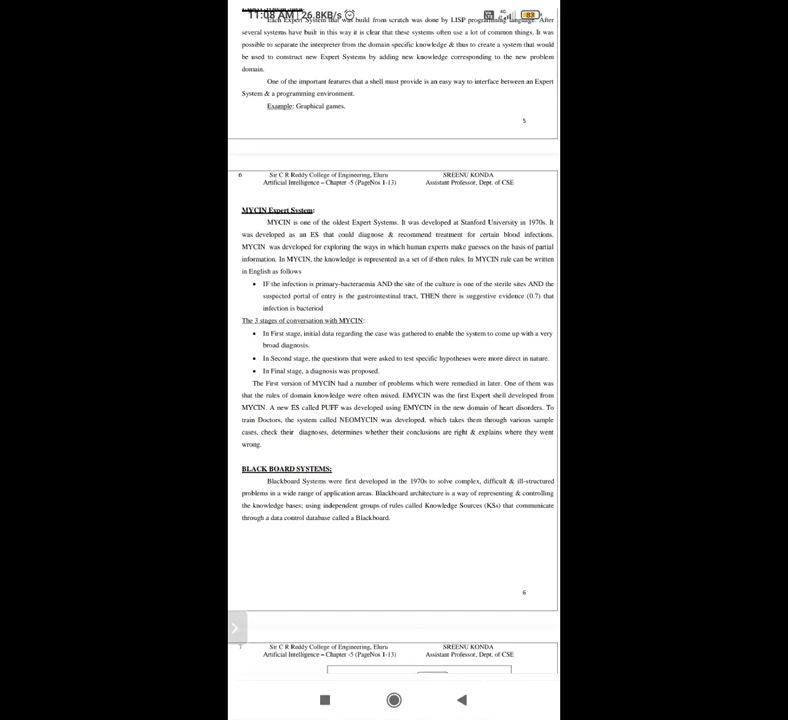 11:08 AM | 26.8KB/s
4G
83
Each Expert System that was build from scratch was done by LISP programming language. After
several systems have built in this way it is clear that these systems often use a lot of common things. It was
possible to separate the interpreter from the domain specific knowledge & thus to create a system that would
be used to construct new Expert Systems by adding new knowledge corresponding to the new problem
domain.
One of the important features that a shell must provide is an easy way to interface between an Expert
System & a programming environment.
Example: Graphical games.
5
6 Sir C R Reddy College of Engineering, Eluru SREENU KONDA
Artificial Intelligence – Chapter -5 (PageNos 1-13) Assistant Professor, Dept. of CSE
MYCIN Expert System:
MYCIN is one of the oldest Expert Systems. It was developed at Stanford University in 1970s. It
was developed as an ES that could diagnose & recommend treatment for certain blood infections.
MYCIN was developed for exploring the ways in which human experts make guesses on the basis of partial
information. In MYCIN, the knowledge is represented as a set of if-then rules. In MYCIN rule can be written
in English as follows
• IF the infection is primary-bacteraemia AND the site of the culture is one of the sterile sites AND the
suspected portal of entry is the gastrointestinal tract, THEN there is suggestive evidence (0.7) that
infection is bacteriod
The 3 stages of conversation with MYCIN:
• In First stage, initial data regarding the case was gathered to enable the system to come up with a very
broad diagnosis.
• In Second stage, the questions that were asked to test specific hypotheses were more direct in nature.
• In Final stage, a diagnosis was proposed.
The First version of MYCIN had a number of problems which were remedied in later. One of them was
that the rules of domain knowledge were often mixed. EMYCIN was the first Expert shell developed from
MYCIN. A new ES called PUFF was developed using EMYCIN in the new domain of heart disorders. To
train Doctors, the system called NEOMYCIN was developed, which takes them through various sample
cases, check their diagnoses, determines whether their conclusions are right & explains where they went
wrong.
BLACK BOARD SYSTEMS:
Blackboard Systems were first developed in the 1970s to solve complex, difficult & ill-structured
problems in a wide range of application areas. Blackboard architecture is a way of representing & controlling
the knowledge bases; using independent groups of rules called Knowledge Sources (KSs) that communicate
through a data control database called a Blackboard.
6
7 Sir C R Reddy College of Engineering, Eluru SREENU KONDA
Artificial Intelligence – Chapter -5 (PageNos 1-13) Assistant Professor, Dept. of CSE